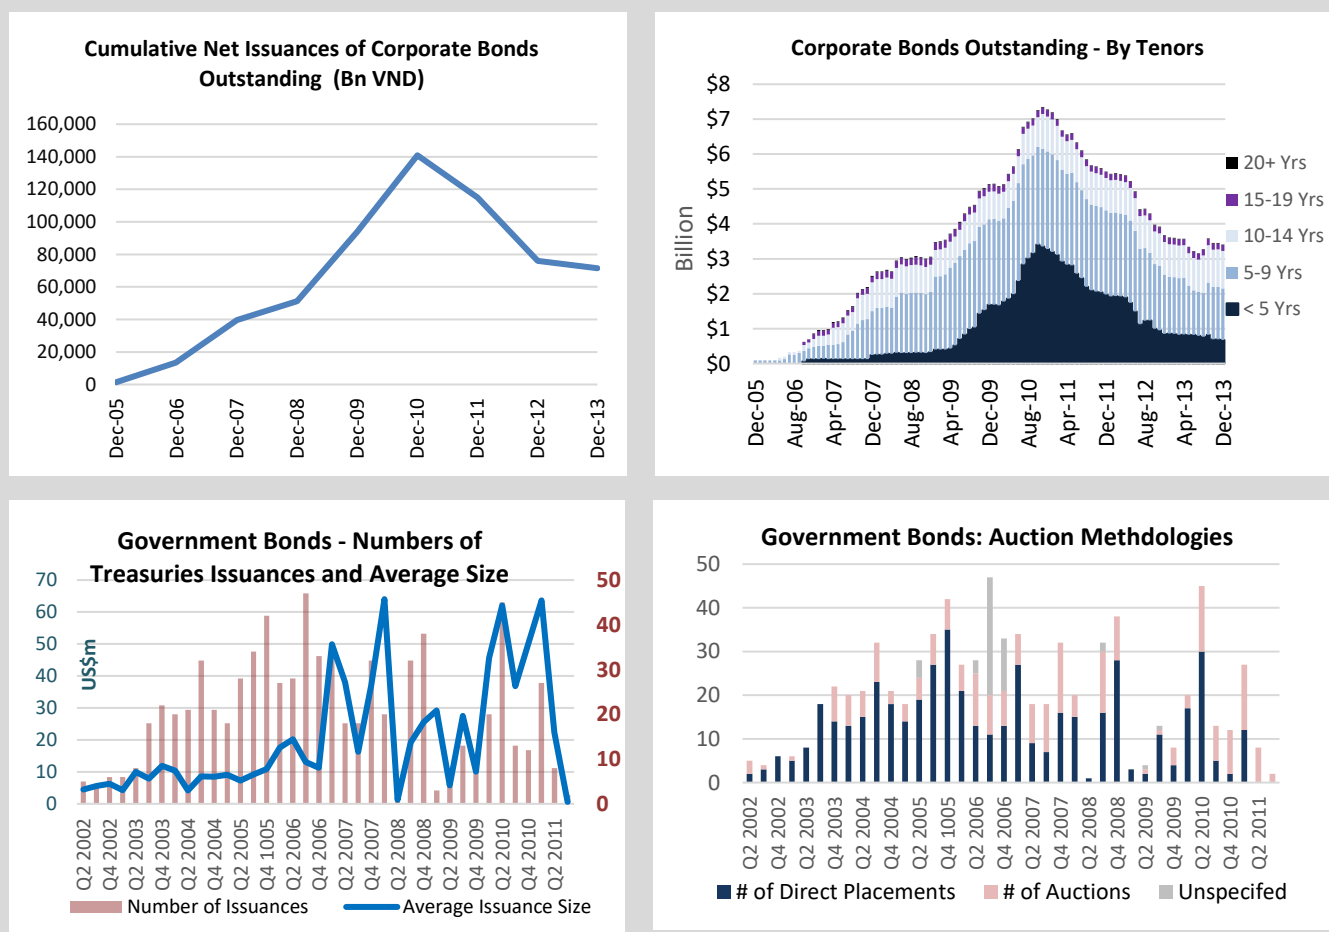 Cumulative Net Issuances of Corporate Bonds
Outstanding (Bn VND)
160,000
140,000
120,000
100,000
80,000
60,000
40,000
20,000
0
Dec-05
Dec-06
Dec-07
Dec-08
Dec-09
Dec-10
Dec-11
Dec-12
Dec-13
Corporate Bonds Outstanding - By Tenors
Billion
$8
$7
$6
$5
$4
$3
$2
$1
$0
Dec-05
Aug-06
Apr-07
Dec-07
Aug-08
Apr-09
Dec-09
Aug-10
Apr-11
Dec-11
Aug-12
Apr-13
Dec-13
20+ Yrs
15-19 Yrs
10-14 Yrs
5-9 Yrs
< 5 Yrs
Government Bonds - Numbers of
Treasuries Issuances and Average Size
US$m
70
60
50
40
30
20
10
0
50
40
30
20
10
0
Q2 2002
Q4 2002
Q2 2003
Q4 2003
Q2 2004
Q4 2004
Q2 2005
Q4 1005
Q2 2006
Q4 2006
Q2 2007
Q4 2007
Q2 2008
Q4 2008
Q2 2009
Q4 2009
Q2 2010
Q4 2010
Q2 2011
Number of Issuances
Average Issuance Size
Government Bonds: Auction Methdologies
50
40
30
20
10
0
Q2 2002
Q4 2002
Q2 2003
Q4 2003
Q2 2004
Q4 2004
Q2 2005
Q4 1005
Q2 2006
Q4 2006
Q2 2007
Q4 2007
Q2 2008
Q4 2008
Q2 2009
Q4 2009
Q2 2010
Q4 2010
Q2 2011
# of Direct Placements
# of Auctions
Unspecifed